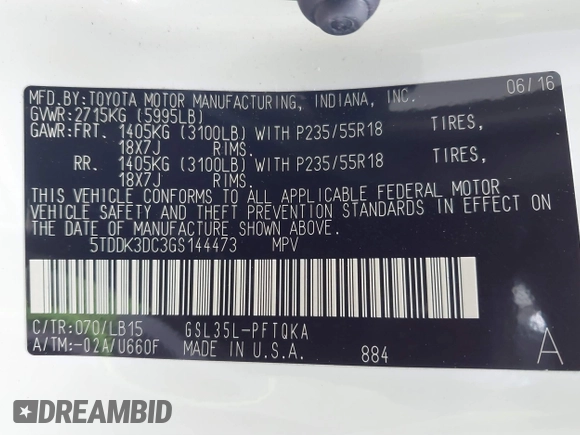 MFD.BY:TOYOTA MOTOR MANUFACTURING, INDIANA, INC. 06/16
GVWR:2715KG (5995LB)
GAWR:FRT. 1405KG (3100LB) WITH P235/55R18 TIRES,
18X7J RIMS.
RR. 1405KG (3100LB) WITH P235/55R18 TIRES,
18X7J RIMS.
THIS VEHICLE CONFORMS TO ALL APPLICABLE FEDERAL MOTOR
VEHICLE SAFETY AND THEFT PREVENTION STANDARDS IN EFFECT ON
THE DATE OF MANUFACTURE SHOWN ABOVE.
5TDDK3DC3GS144473 MPV
C/TR:070/LB15 GSL35L-PFTQKA
A/TM:-02A/U660F MADE IN U.S.A. 884 A
DREAMBID